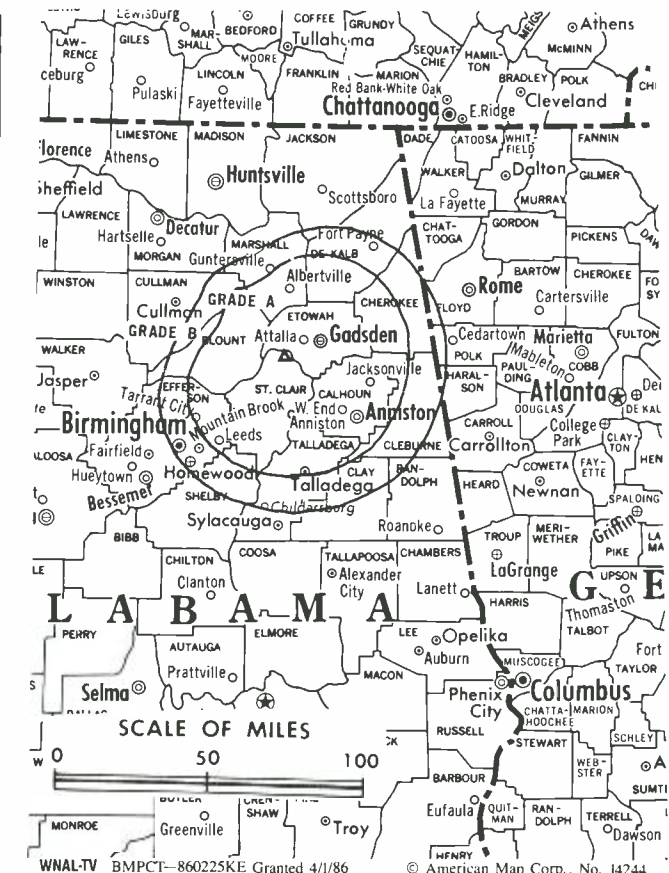 Lewisburg
COFFEE
GRUNDY
MEIGS
Athens
LAW-
RENCE
GILES
MAR-
SHALL
BEDFORD
Tullahoma
SEQUAT-
CHIE
HAMIL-
TON
McMINN
MOORE
ceburg
Pulaski
LINCOLN
Fayetteville
FRANKLIN
MARION
Red Bank-White Oak
BRADLEY
POLK
Chattanooga
E.Ridge
Cleveland
LIMESTONE
MADISON
JACKSON
DADE
CATOOSA
WHIT-
FIELD
FANNIN
Florence
Athens
Sheffield
Huntsville
Scottsboro
WALKER
La Fayette
Dalton
MURRAY
GILMER
LAWRENCE
Decatur
Hartselle
MORGAN
MARSHALL
Guntersville
Fort Payne
DE KALB
CHAT-
TOOGA
GORDON
PICKENS
DAW
WINSTON
CULLMAN
Cullman
Albertville
GRADE A
GRADE B
CHEROKEE
ETOWAH
FLOYD
Rome
BARTOW
CHEROKEE
FO
SY
Cartersville
BLOUNT
Attalla
Gadsden
Cedartown
POLK
Marietta
FULTON
WALKER
Jasper
PAUL-
DING
Mableton
COBB
HARAL-
SON
JEFFER-
SON
ST. CLAIR
Jacksonville
CALHOUN
Tarrant City
Mountain Brook
W. End
Anniston
Anniston
Atlanta
DE KALB
DOUGLAS
College
Park
Birmingham
Leeds
TALLADEGA
CLEBURNE
CARROLL
Carrollton
CLAY-
TON
HEN
ALOOSA
Fairfield
Hueytown
Bessemer
Homewood
SHELBY
Talladega
CLAY
RAN-
DOLPH
HEARD
COWETA
Newnan
FAY-
ETTE
SPALDING
Griffin
Childersburg
Sylacauga
Roanoke
BIBB
CHILTON
Clanton
COOSA
TALLAPOOSA
Alexander
City
CHAMBERS
Lanett
TROUP
LaGrange
MERI-
WETHER
PIKE
LA
MA
UPSON
LE
L A B A M A
G E
HARRIS
Thomaston
TALBOT
PERRY
AUTAUGA
Prattville
ELMORE
LEE
Opelika
Auburn
MACON
MUSCOGEE
Fort
TAYLOR
Selma
Phenix
City
Columbus
CHATTA-
HOOCHEE
MARION
RUSSELL
SCHLEY
SCALE OF MILES
0 50 100
STEWART
WEB-
STER
SUMTE
BARBOUR
Eufaula
QUIT-
MAN
RAN-
DOLPH
TERRELL
Dawson
MONROE
BUTLER
Greenville
CREN-
SHAW
Troy
HENRY
WNAL-TV BMPCT—860225KE Granted 4/1/86 © American Map Corp., No. 14244